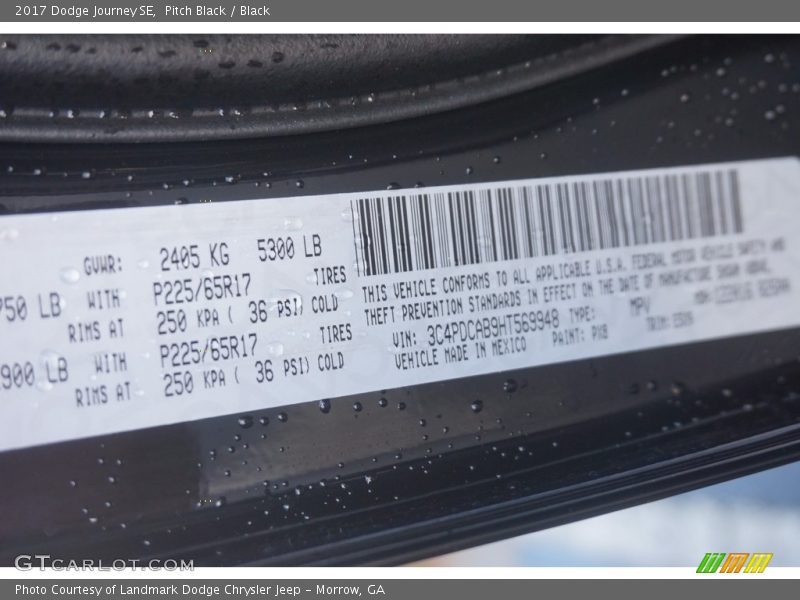 2017 Dodge Journey SE, Pitch Black / Black
GVWR: 2405 KG 5300 LB
750 LB WITH P225/65R17 TIRES
RIMS AT 250 KPA ( 36 PSI) COLD
900 LB WITH P225/65R17 TIRES
RIMS AT 250 KPA ( 36 PSI) COLD
THIS VEHICLE CONFORMS TO ALL APPLICABLE U.S.A. FEDERAL MOTOR VEHICLE SAFETY AND
THEFT PREVENTION STANDARDS IN EFFECT ON THE DATE OF MANUFACTURE SHOWN ABOVE.
VIN: 3C4PDCAB9HT569948 TYPE: MPV
VEHICLE MADE IN MEXICO PAINT: PX8 TRIM:
GTCARLOT.COM
Photo Courtesy of Landmark Dodge Chrysler Jeep – Morrow, GA